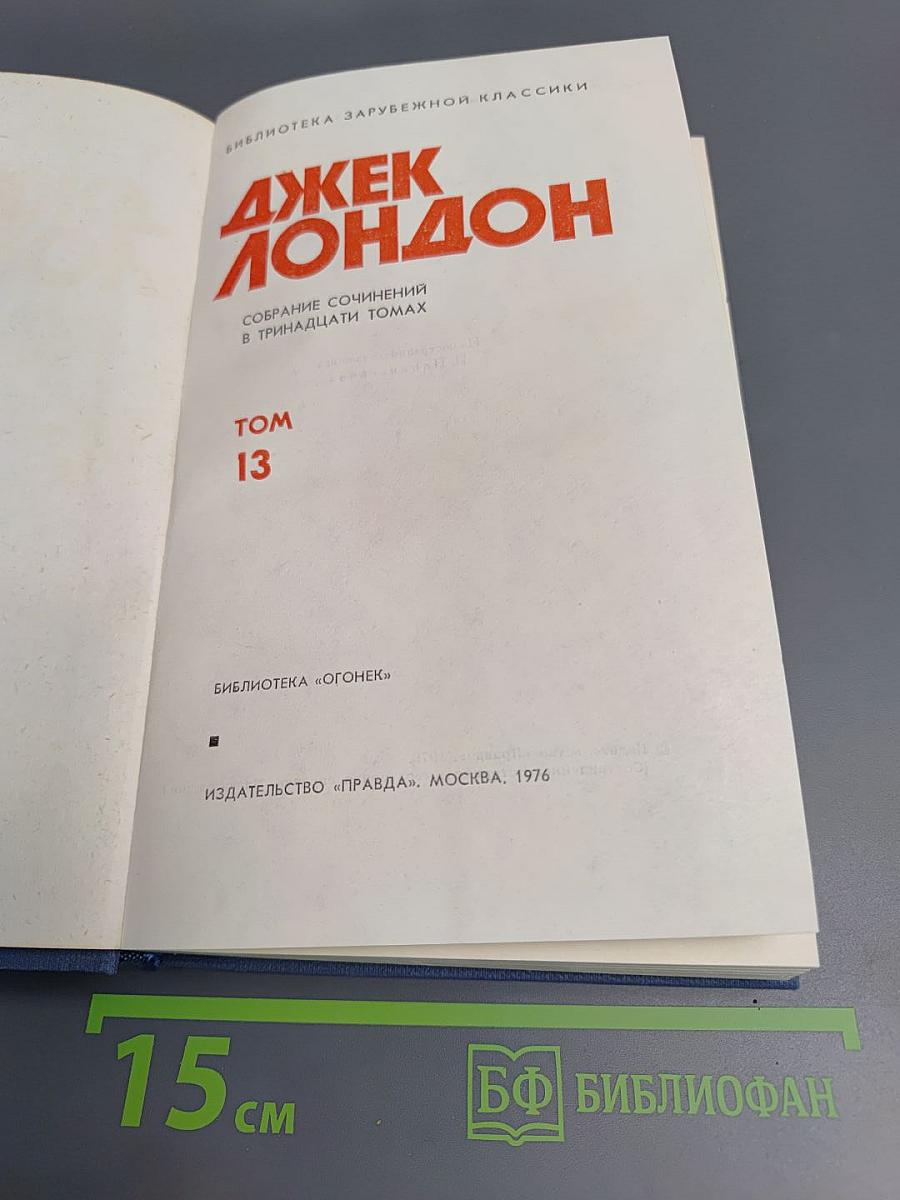 БИБЛИОТЕКА ЗАРУБЕЖНОЙ КЛАССИКИ
ДЖЕК
ЛОНДОН
СОБРАНИЕ СОЧИНЕНИЙ
В ТРИНАДЦАТИ ТОМАХ
ТОМ
13
БИБЛИОТЕКА «ОГОНЕК»
ИЗДАТЕЛЬСТВО «ПРАВДА». МОСКВА. 1976
15 см
БФ БИБЛИОФАН